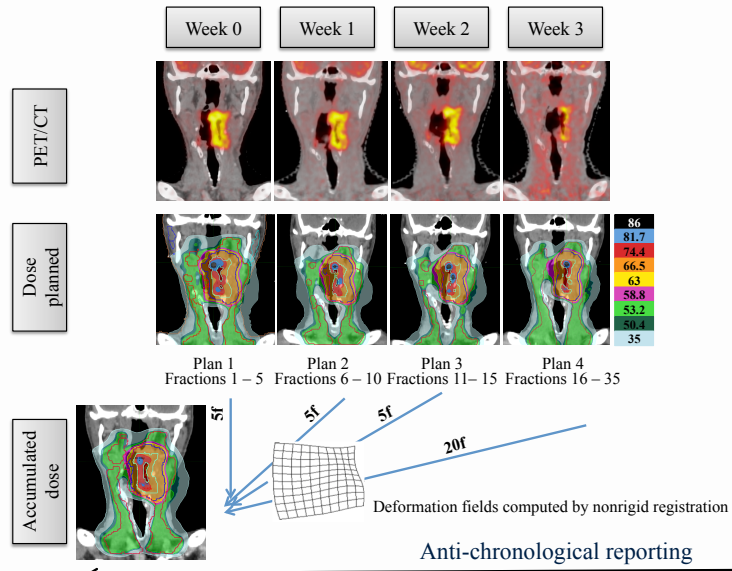 Week 0
Week 1
Week 2
Week 3
PET/CT
Dose
planned
86
81.7
74.4
66.5
63
58.8
53.2
50.4
35
Plan 1
Fractions 1 – 5
Plan 2
Fractions 6 – 10
Plan 3
Fractions 11– 15
Plan 4
Fractions 16 – 35
5f
5f
5f
20f
Accumulated
dose
Deformation fields computed by nonrigid registration
Anti-chronological reporting